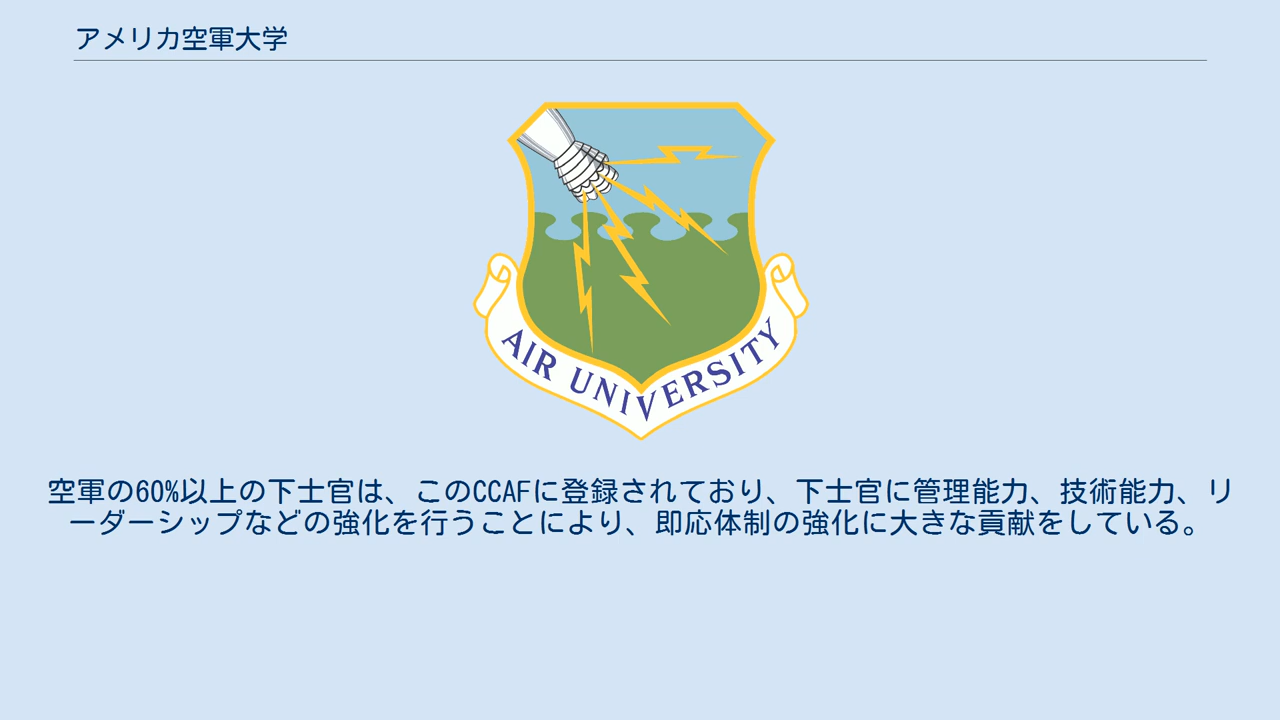 アメリカ空軍大学
AIR UNIVERSITY
空軍の60%以上の下士官は、このCCAFに登録されており、下士官に管理能力、技術能力、リ
ーダーシップなどの強化を行うことにより、即応体制の強化に大きな貢献をしている。